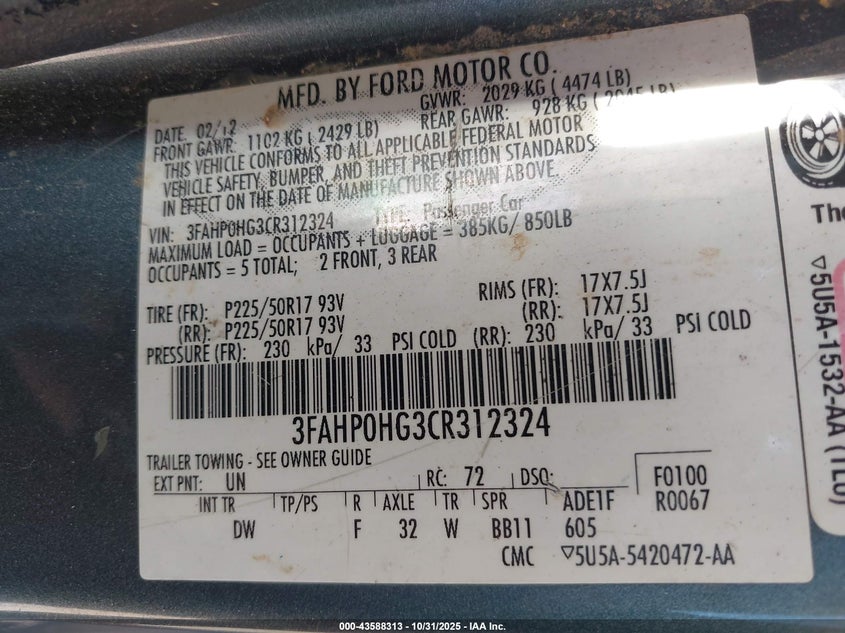 MFD. BY FORD MOTOR CO.
DATE: 02/12 GVWR: 2029 KG ( 4474 LB)
FRONT GAWR: 1102 KG ( 2429 LB) REAR GAWR: 928 KG ( 2045 LB)
THIS VEHICLE CONFORMS TO ALL APPLICABLE FEDERAL MOTOR
VEHICLE SAFETY, BUMPER, AND THEFT PREVENTION STANDARDS
IN EFFECT ON THE DATE OF MANUFACTURE SHOWN ABOVE.
VIN: 3FAHP0HG3CR312324 TYPE: Passenger Car
MAXIMUM LOAD = OCCUPANTS + LUGGAGE = 385KG/ 850LB
OCCUPANTS = 5 TOTAL; 2 FRONT, 3 REAR
TIRE (FR): P225/50R17 93V RIMS (FR): 17X7.5J
(RR): P225/50R17 93V (RR): 17X7.5J
PRESSURE (FR): 230 kPa/ 33 PSI COLD (RR): 230 kPa/ 33 PSI COLD
3FAHP0HG3CR312324
TRAILER TOWING - SEE OWNER GUIDE
EXT PNT: UN RC: 72 DSO: F0100
INT TR TP/PS R AXLE TR SPR ADE1F R0067
DW F 32 W BB11 605
CMC ▽5U5A-5420472-AA
The
▽5U5A-1532-AA (TEU)
000-43588313 - 10/31/2025 - IAA Inc.